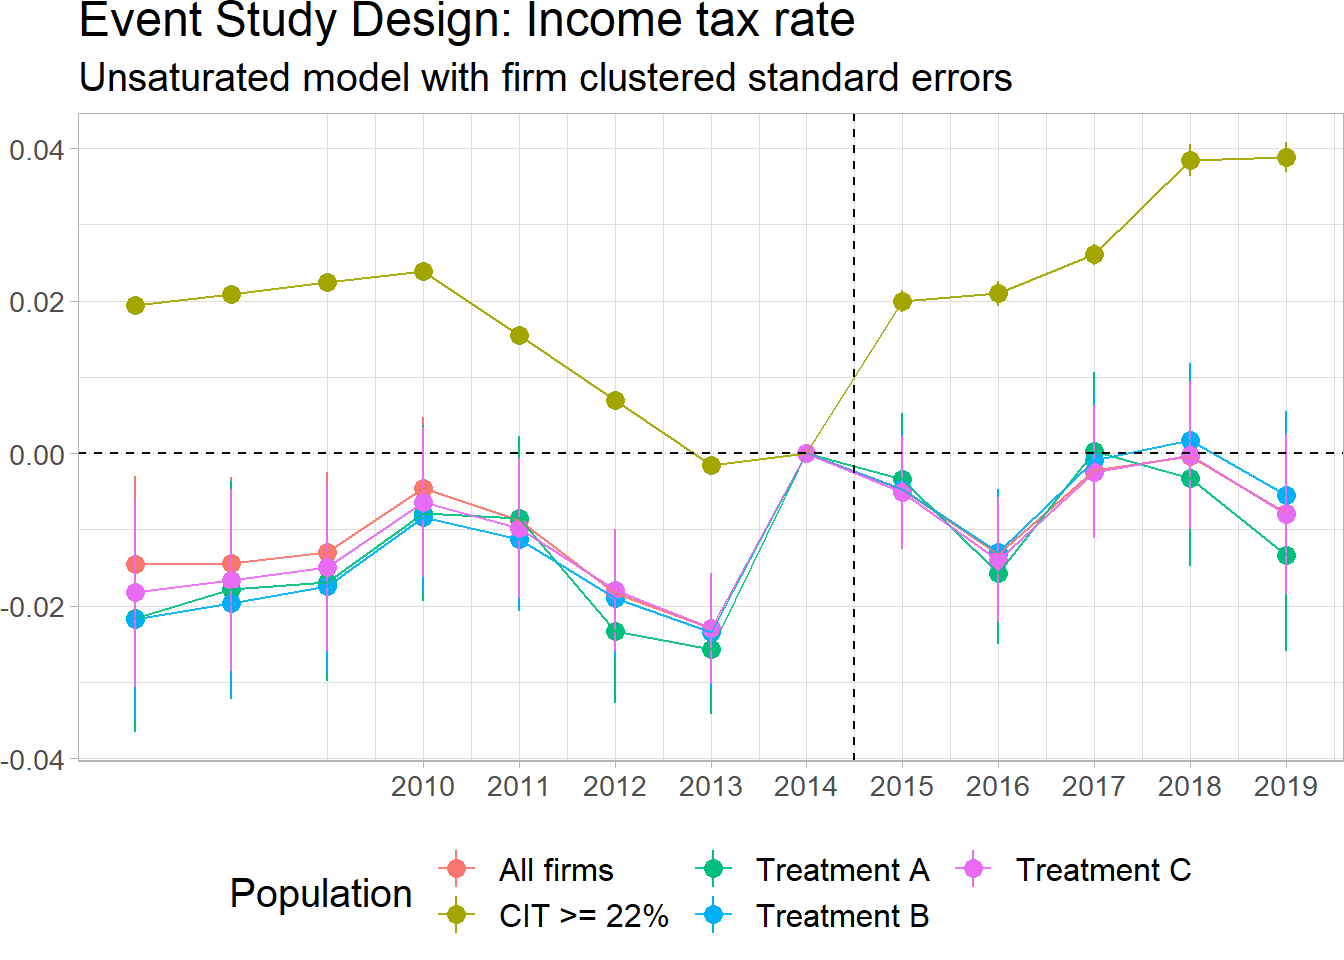 Event Study Design: Income tax rate
Unsaturated model with firm clustered standard errors
0.04
0.02
0.00
-0.02
-0.04
2010 2011 2012 2013 2014 2015 2016 2017 2018 2019
Population
All firms
CIT >= 22%
Treatment A
Treatment B
Treatment C